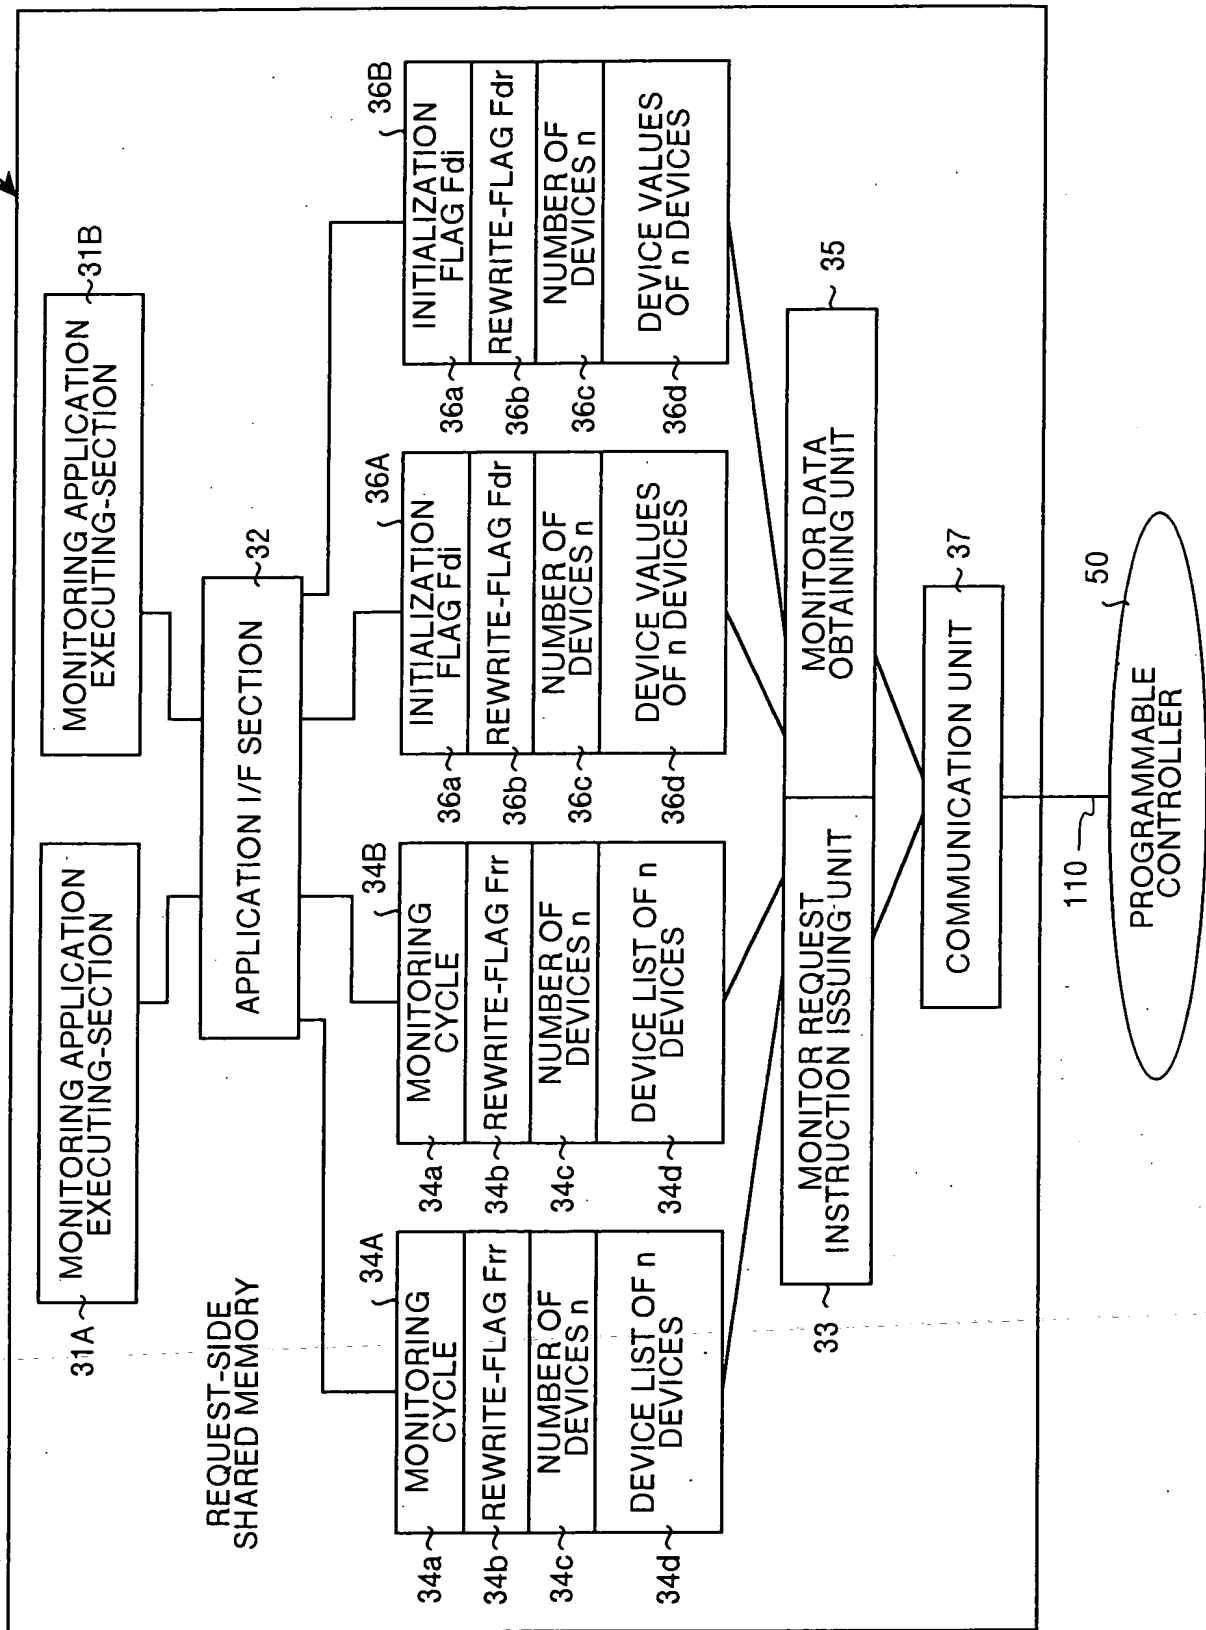 MONITORING APPLICATION
EXECUTING-SECTION
31A
MONITORING APPLICATION
EXECUTING-SECTION
31B
REQUEST-SIDE
SHARED MEMORY
APPLICATION I/F SECTION
32
34A
34a
MONITORING
CYCLE
34b
REWRITE-FLAG Frr
34c
NUMBER OF
DEVICES n
34d
DEVICE LIST OF n
DEVICES
34B
34a
MONITORING
CYCLE
34b
REWRITE-FLAG Frr
34c
NUMBER OF
DEVICES n
34d
DEVICE LIST OF n
DEVICES
36A
36a
INITIALIZATION
FLAG Fdi
36b
REWRITE-FLAG Fdr
36c
NUMBER OF
DEVICES n
36d
DEVICE VALUES
OF n DEVICES
36B
36a
INITIALIZATION
FLAG Fdi
36b
REWRITE-FLAG Fdr
36c
NUMBER OF
DEVICES n
36d
DEVICE VALUES
OF n DEVICES
33
MONITOR REQUEST
INSTRUCTION ISSUING UNIT
MONITOR DATA
OBTAINING UNIT
35
COMMUNICATION UNIT
37
110
50
PROGRAMMABLE
CONTROLLER